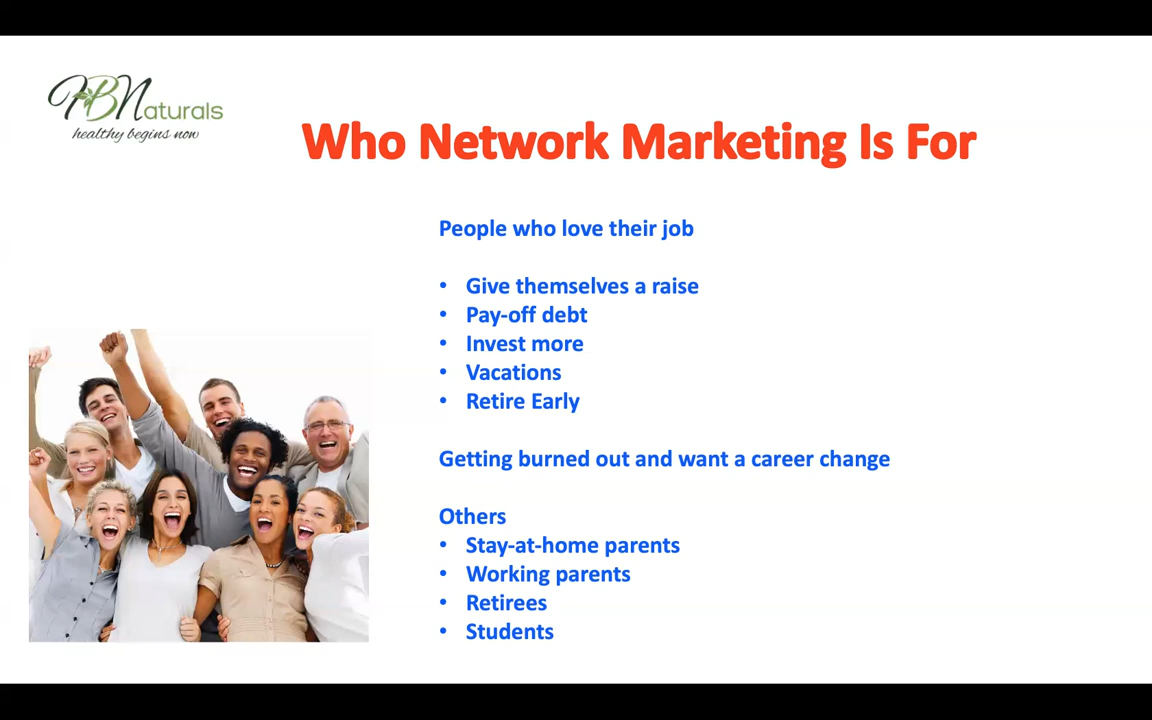 HBNaturals
healthy begins now
Who Network Marketing Is For
People who love their job
• Give themselves a raise
• Pay-off debt
• Invest more
• Vacations
• Retire Early
Getting burned out and want a career change
Others
• Stay-at-home parents
• Working parents
• Retirees
• Students